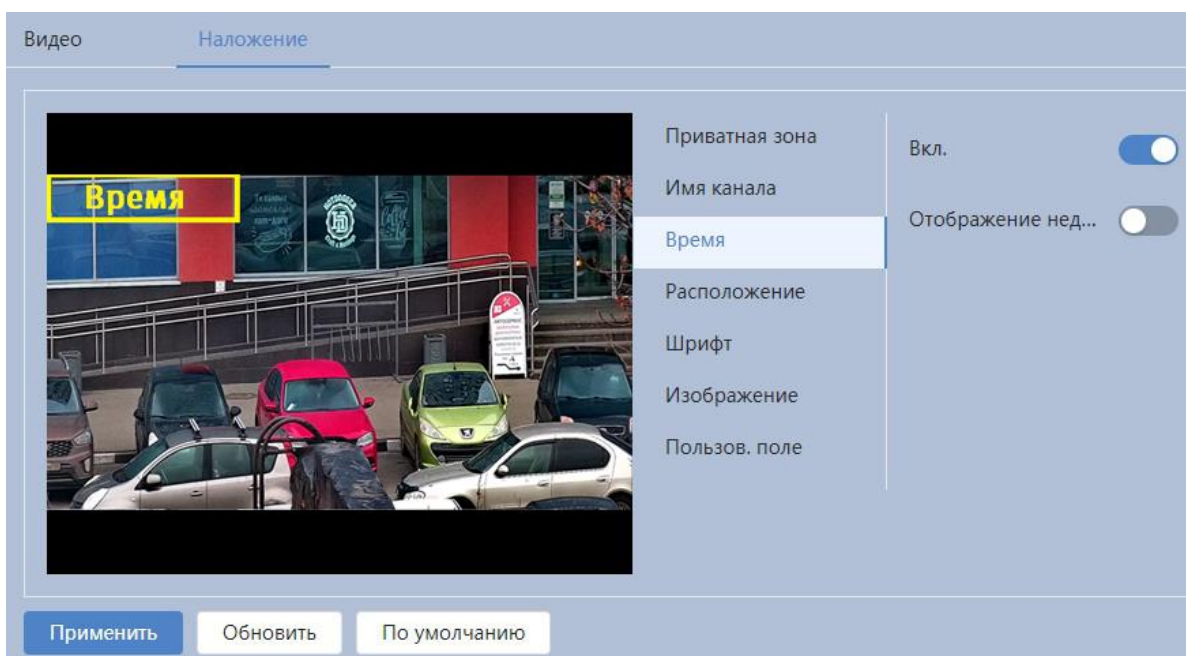 Видео
Наложение
Время
Приватная зона
Имя канала
Время
Расположение
Шрифт
Изображение
Пользов. поле
Вкл.
Отображение нед...
Применить
Обновить
По умолчанию